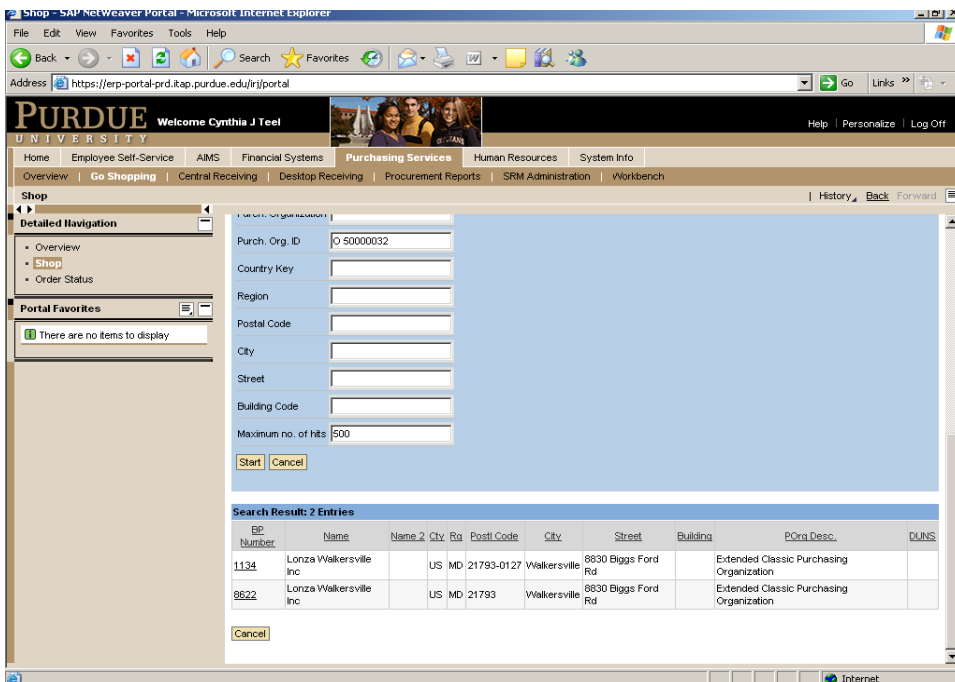 Shop - SAP NetWeaver Portal - Microsoft Internet Explorer
File Edit View Favorites Tools Help
Back Search Favorites
Address https://erp-portal-prd.itap.purdue.edu/irj/portal Go Links »
PURDUE
UNIVERSITY
Welcome Cynthia J Teel
Help | Personalize | Log Off
Home Employee Self-Service AIMS Financial Systems Purchasing Services Human Resources System Info
Overview | Go Shopping | Central Receiving | Desktop Receiving | Procurement Reports | SRM Administration | Workbench
Shop | History Back Forward
Detailed Navigation
Overview
Shop
Order Status
Portal Favorites
There are no items to display
Purch. Organization
Purch. Org. ID O 50000032
Country Key
Region
Postal Code
City
Street
Building Code
Maximum no. of hits 500
Start Cancel
Search Result: 2 Entries
BP Number Name Name 2 Cty Rg Postl Code City Street Building POrg Desc. DUNS
1134 Lonza Walkersville Inc US MD 21793-0127 Walkersville 8830 Biggs Ford Rd Extended Classic Purchasing Organization
8622 Lonza Walkersville Inc US MD 21793 Walkersville 8830 Biggs Ford Rd Extended Classic Purchasing Organization
Cancel
Internet